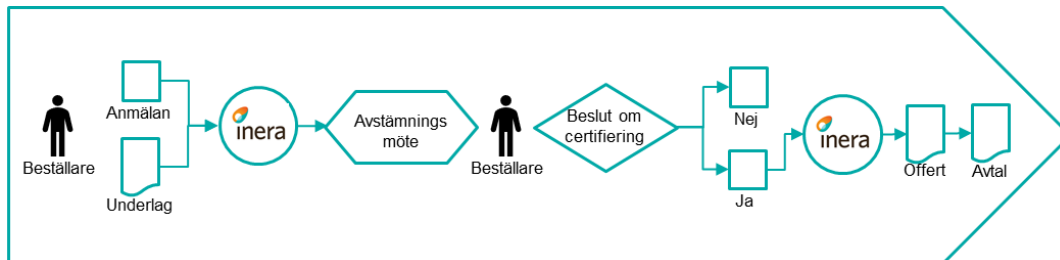 Beställare
Anmälan
Underlag
inera
Avstämnings
möte
Beställare
Beslut om
certifiering
Nej
Ja
inera
Offert
Avtal